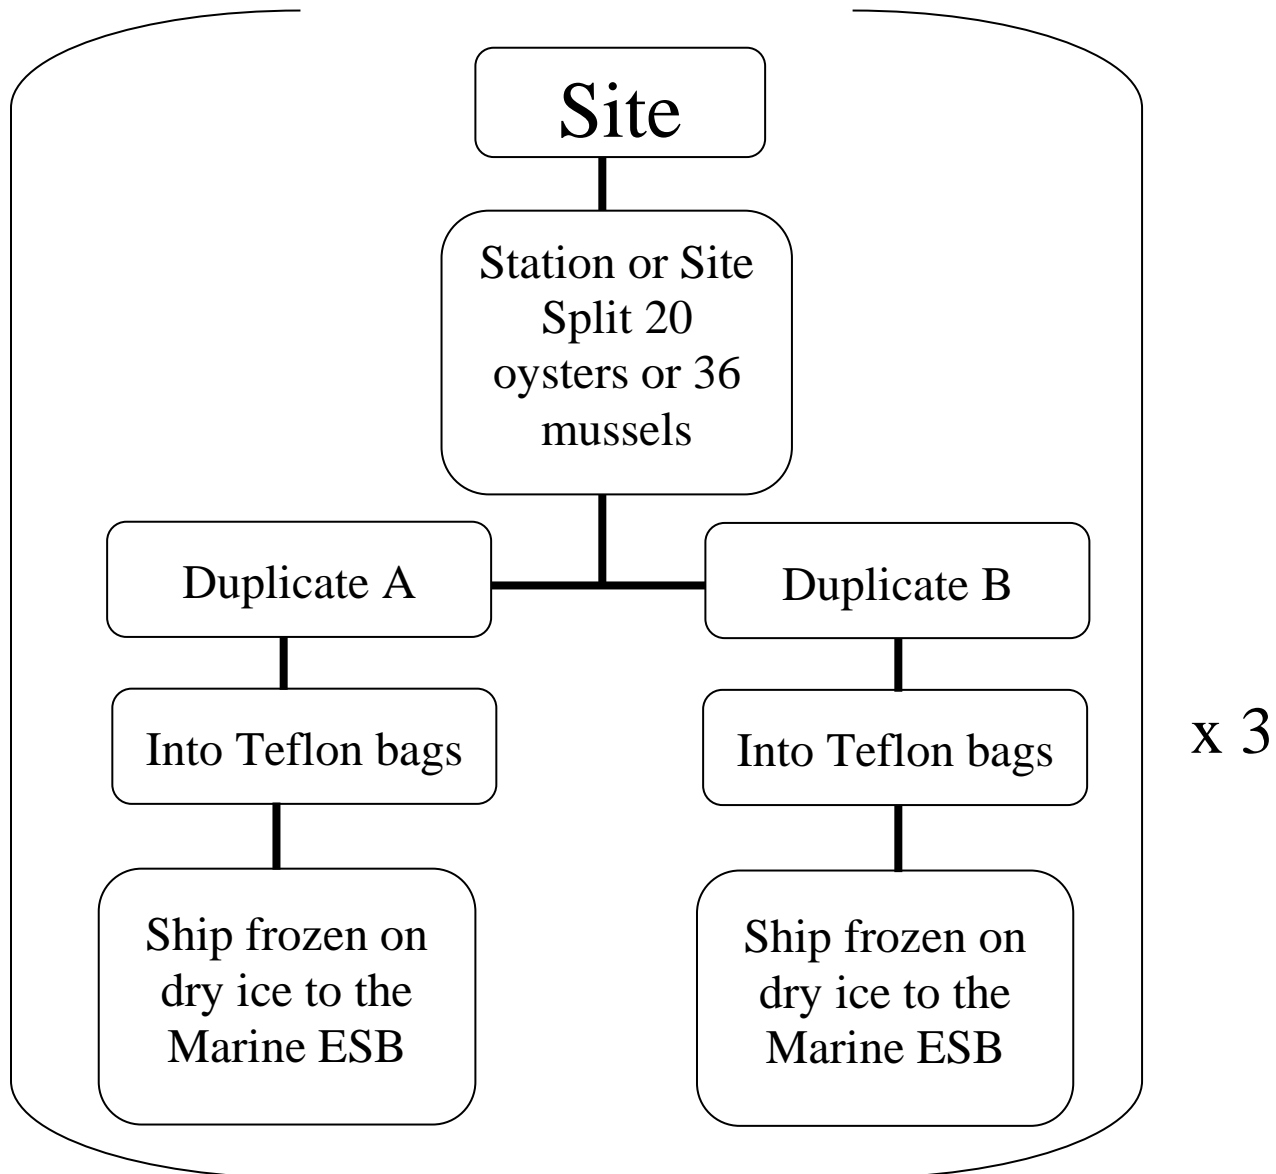 Site
Station or Site
Split 20
oysters or 36
mussels
Duplicate A
Duplicate B
Into Teflon bags
Into Teflon bags
x 3
Ship frozen on
dry ice to the
Marine ESB
Ship frozen on
dry ice to the
Marine ESB